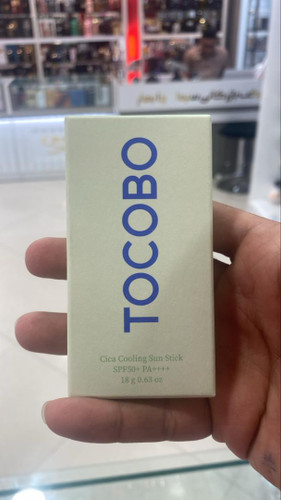 TOCOBO
Cica Cooling Sun Stick
SPF50+ PA++++
18 g 0.63 oz